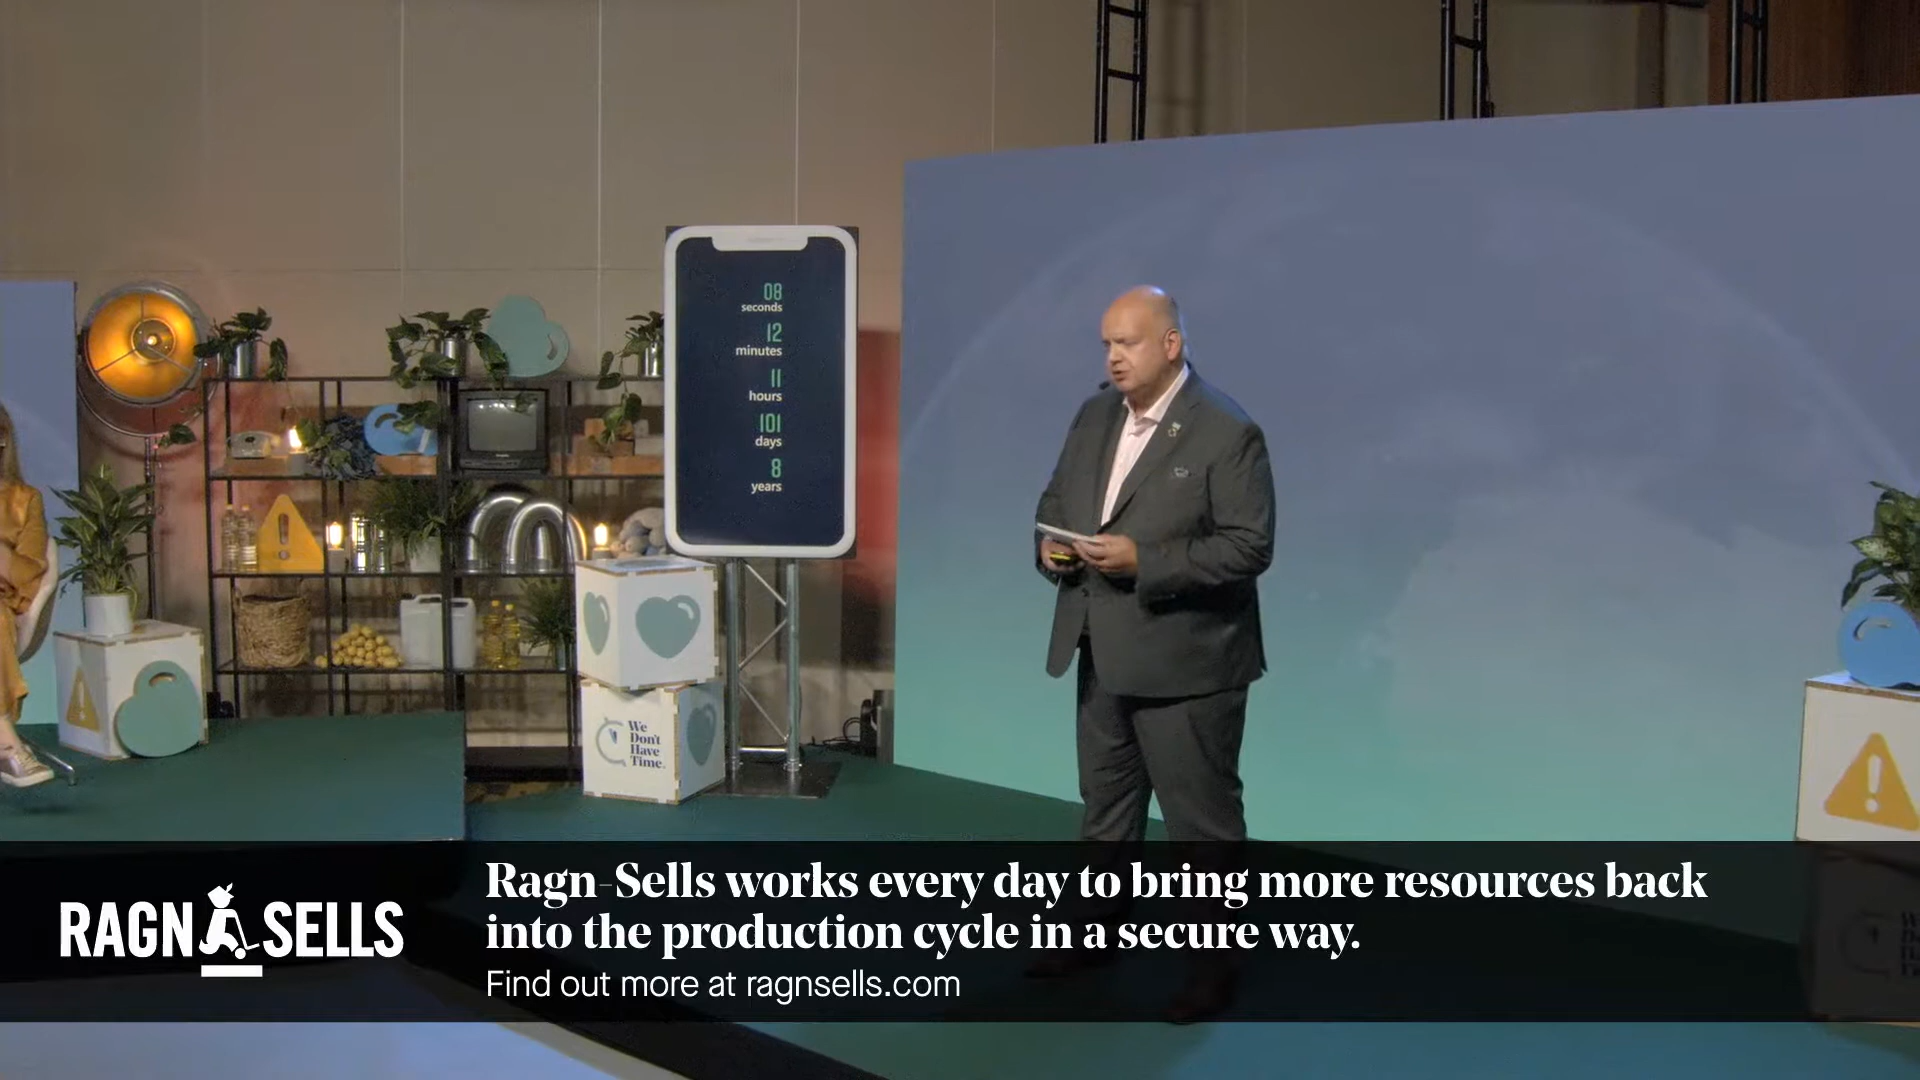 08
seconds
12
minutes
11
hours
101
days
8
years
We
Don't
Have
Time.
RAGN SELLS
Ragn-Sells works every day to bring more resources back
into the production cycle in a secure way.
Find out more at ragnsells.com